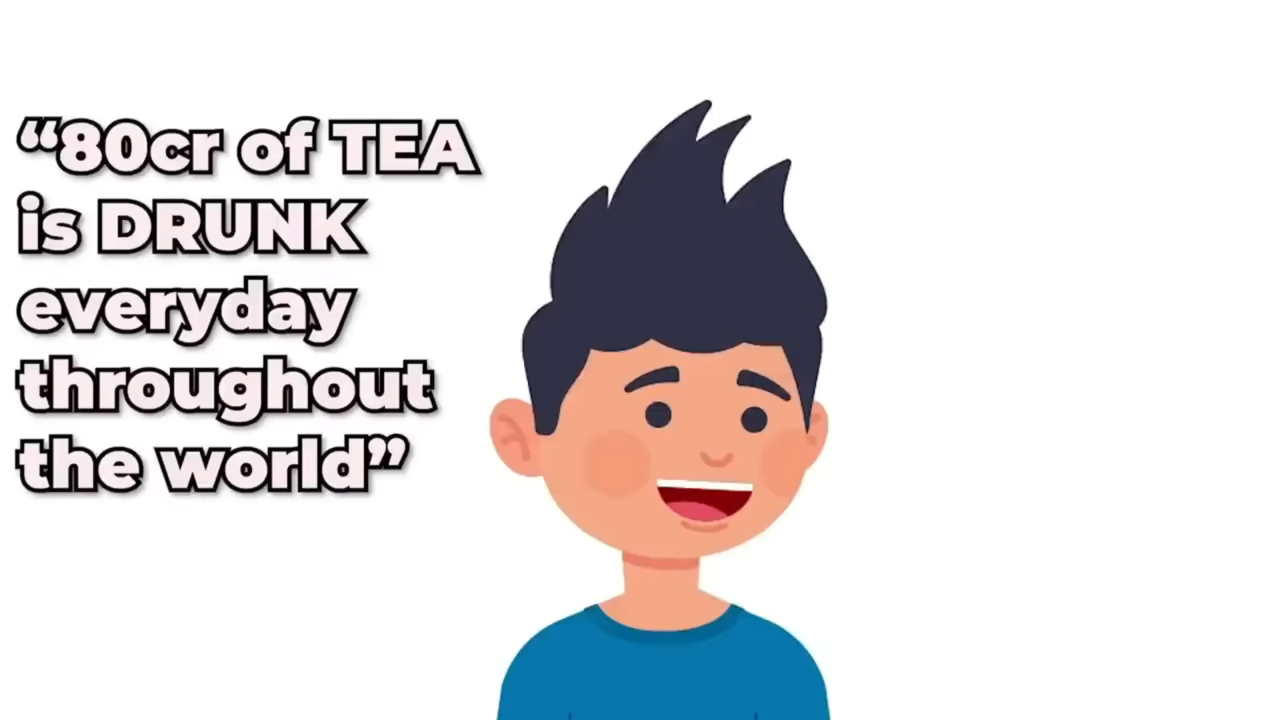 “80cr of TEA
is DRUNK
everyday
throughout
the world”